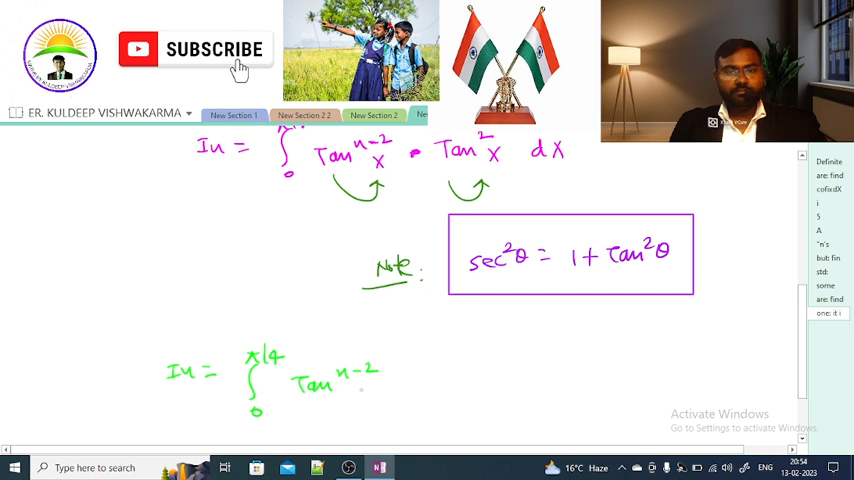 SUBSCRIBE
ER. KULDEEP VISHWAKARMA
New Section 1
New Section 2 2
New Section 2
In = ∫ Tan^n-2 x • Tan^2 x dx
0
Note :
sec^2θ = 1 + Tan^2θ
In = ∫ π/4 0 Tan^n-2
Definite
are: find
cofixdX
i
5
A
"n's
but: fin
std:
some
are: find
one: it i
Activate Windows
Go to Settings to activate Windows.
Type here to search
16°C Haze
ENG
20:54
13-02-2023